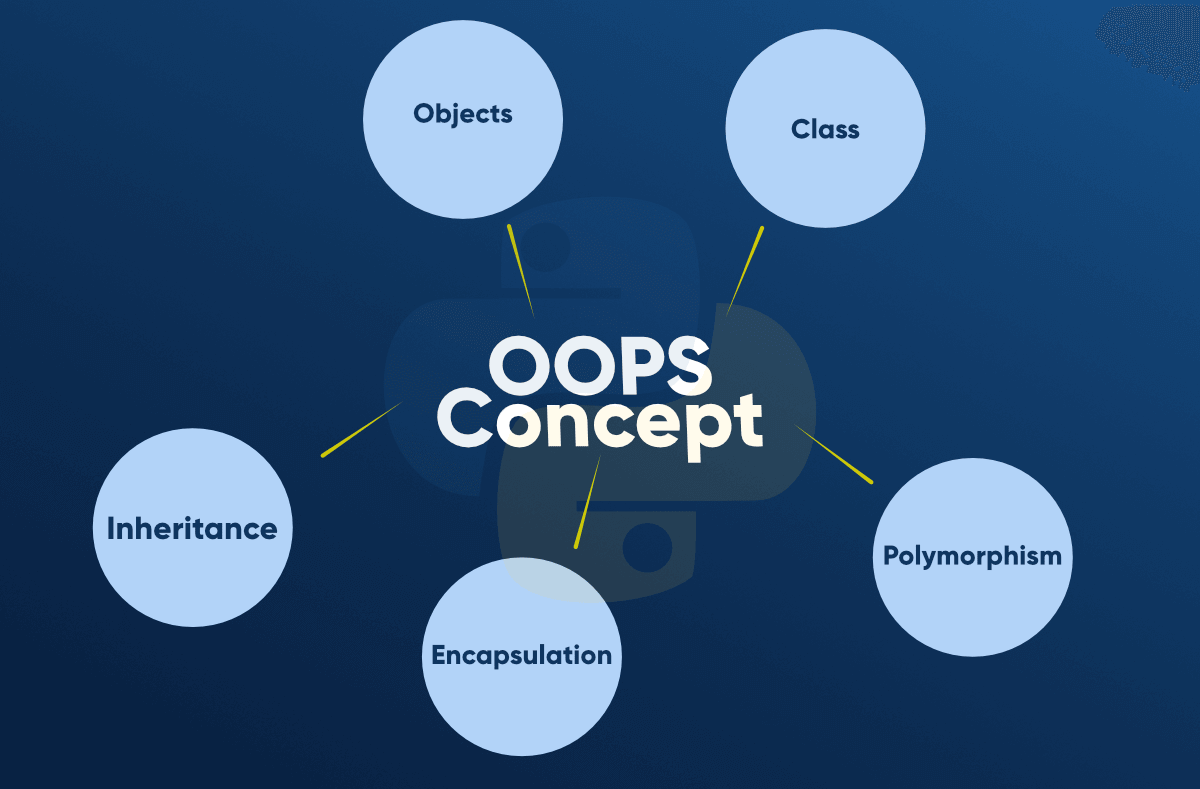 Objects
Class
OOPS
Concept
Inheritance
Polymorphism
Encapsulation